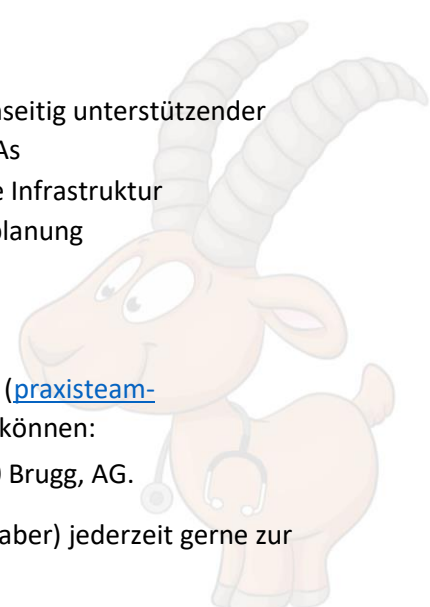 nseitig unterstützender
As
e Infrastruktur
planung
(praxisteam-
können:
Brugg, AG.
aber) jederzeit gerne zur